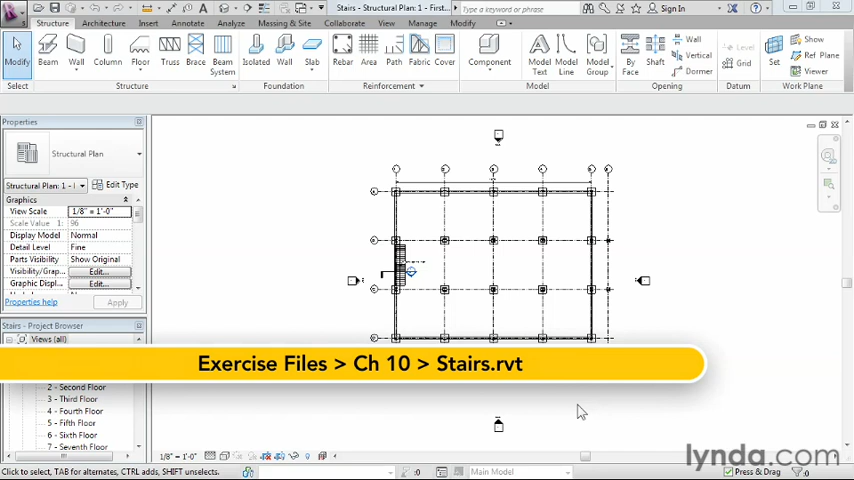 Stairs - Structural Plan: 1 - First...
Sign In
Structure Architecture Insert Annotate Analyze Massing & Site Collaborate View Manage Modify
Modify Beam Wall Column Floor Truss Brace Beam System Isolated Wall Slab Rebar Area Path Fabric Cover Component Model Text Model Line Model Group By Face Shaft Wall Vertical Dormer Level Grid Set Show Ref Plane Viewer
Select Structure Foundation Reinforcement Model Opening Datum Work Plane
Properties
Structural Plan
Structural Plan: 1 - I Edit Type
Graphics
View Scale 1/8" = 1'-0"
Scale Value 1: 96
Display Model Normal
Detail Level Fine
Parts Visibility Show Original
Visibility/Grap... Edit...
Graphic Displ... Edit...
Properties help Apply
Stairs - Project Browser
Views (all)
Exercise Files > Ch 10 > Stairs.rvt
2 - Second Floor
3 - Third Floor
4 - Fourth Floor
5 - Fifth Floor
6 - Sixth Floor
7 - Seventh Floor
1/8" = 1'-0"
lynda.com
Click to select, TAB for alternates, CTRL adds, SHIFT unselects. :0 Main Model Press & Drag :0